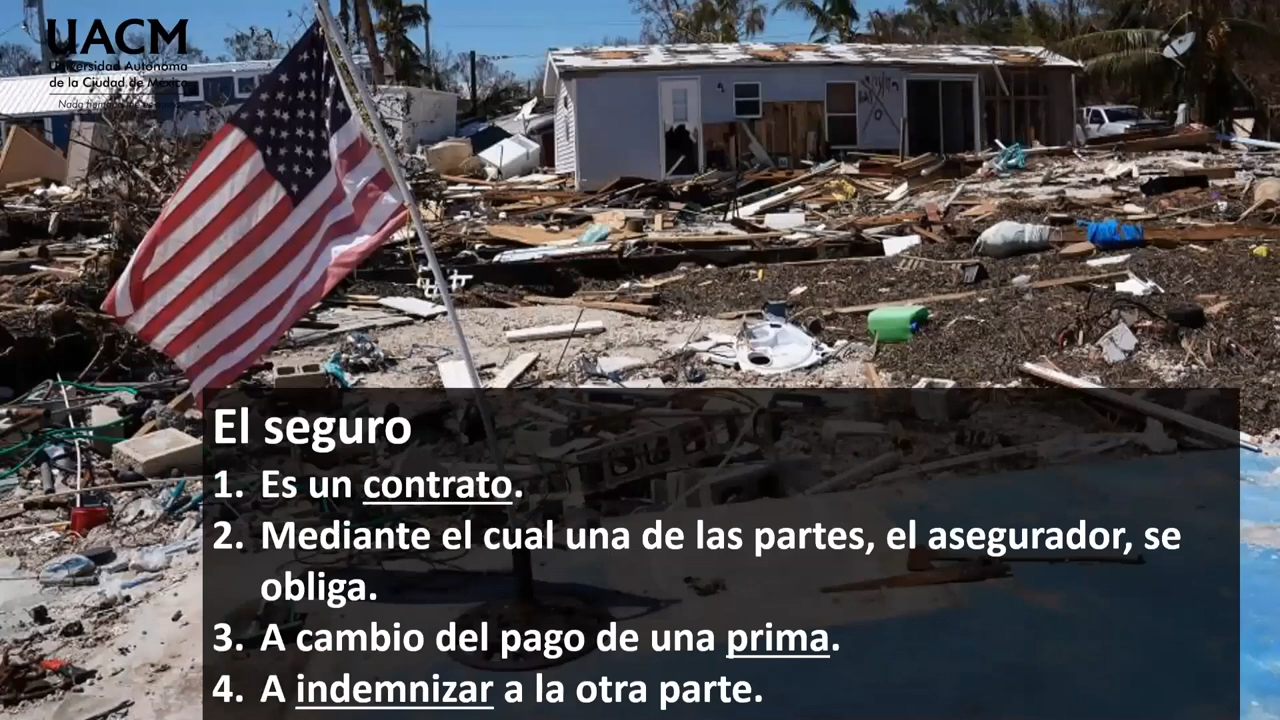 UACM
Universidad Autónoma
de la Ciudad de México
El seguro
1. Es un contrato.
2. Mediante el cual una de las partes, el asegurador, se
obliga.
3. A cambio del pago de una prima.
4. A indemnizar a la otra parte.